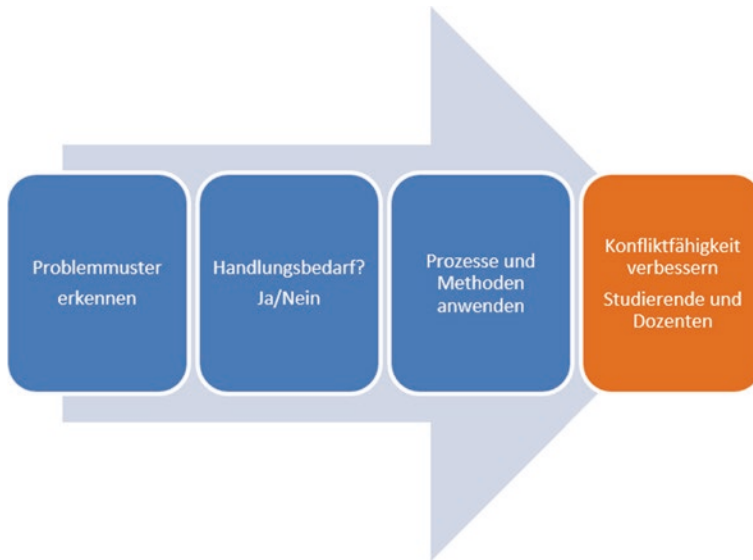 Problemmuster
erkennen
Handlungsbedarf?
Ja/Nein
Prozesse und
Methoden
anwenden
Konfliktfähigkeit
verbessern
Studierende und
Dozenten